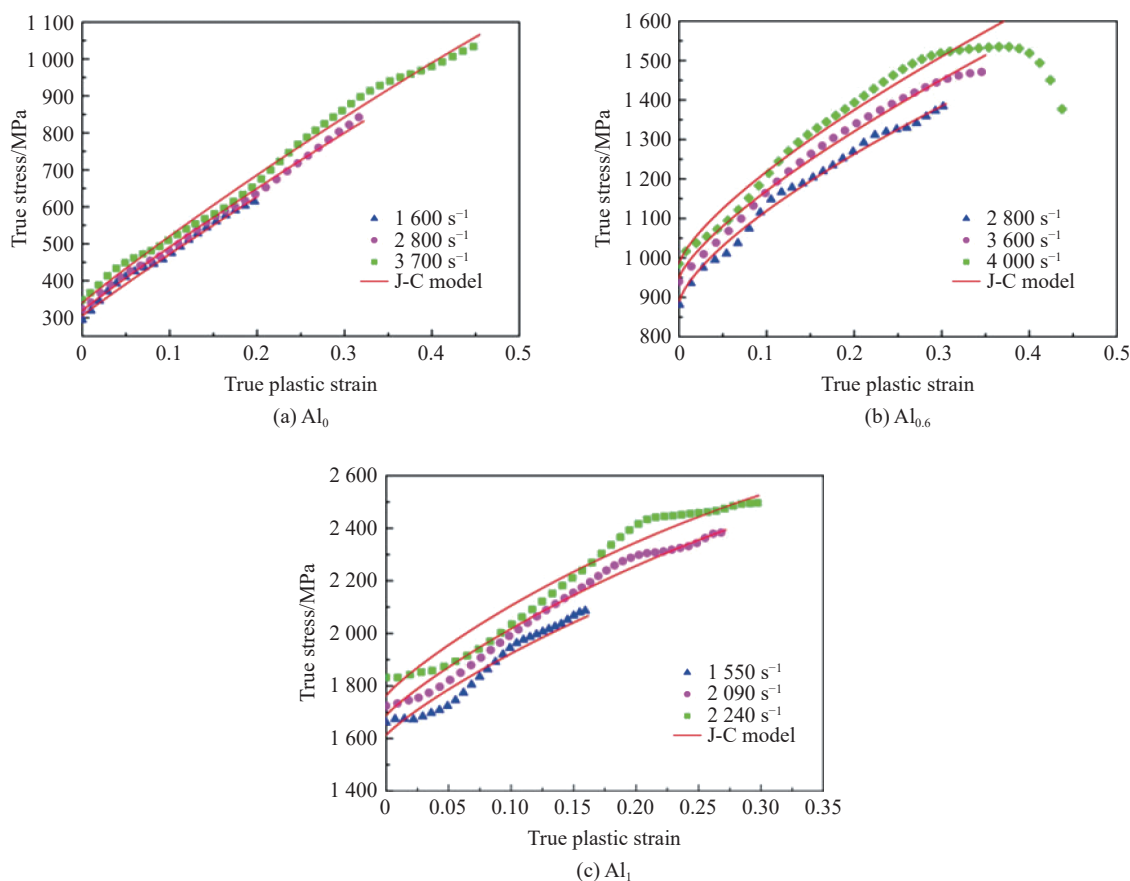 1 100
1 000
900
800
700
600
500
400
300
True stress/MPa
1 600 s⁻¹
2 800 s⁻¹
3 700 s⁻¹
J-C model
0 0.1 0.2 0.3 0.4 0.5
True plastic strain
(a) Al₀
1 600
1 500
1 400
1 300
1 200
1 100
1 000
900
800
True stress/MPa
2 800 s⁻¹
3 600 s⁻¹
4 000 s⁻¹
J-C model
0 0.1 0.2 0.3 0.4 0.5
True plastic strain
(b) Al₀.₆
2 600
2 400
2 200
2 000
1 800
1 600
1 400
True stress/MPa
1 550 s⁻¹
2 090 s⁻¹
2 240 s⁻¹
J-C model
0 0.05 0.10 0.15 0.20 0.25 0.30 0.35
True plastic strain
(c) Al₁